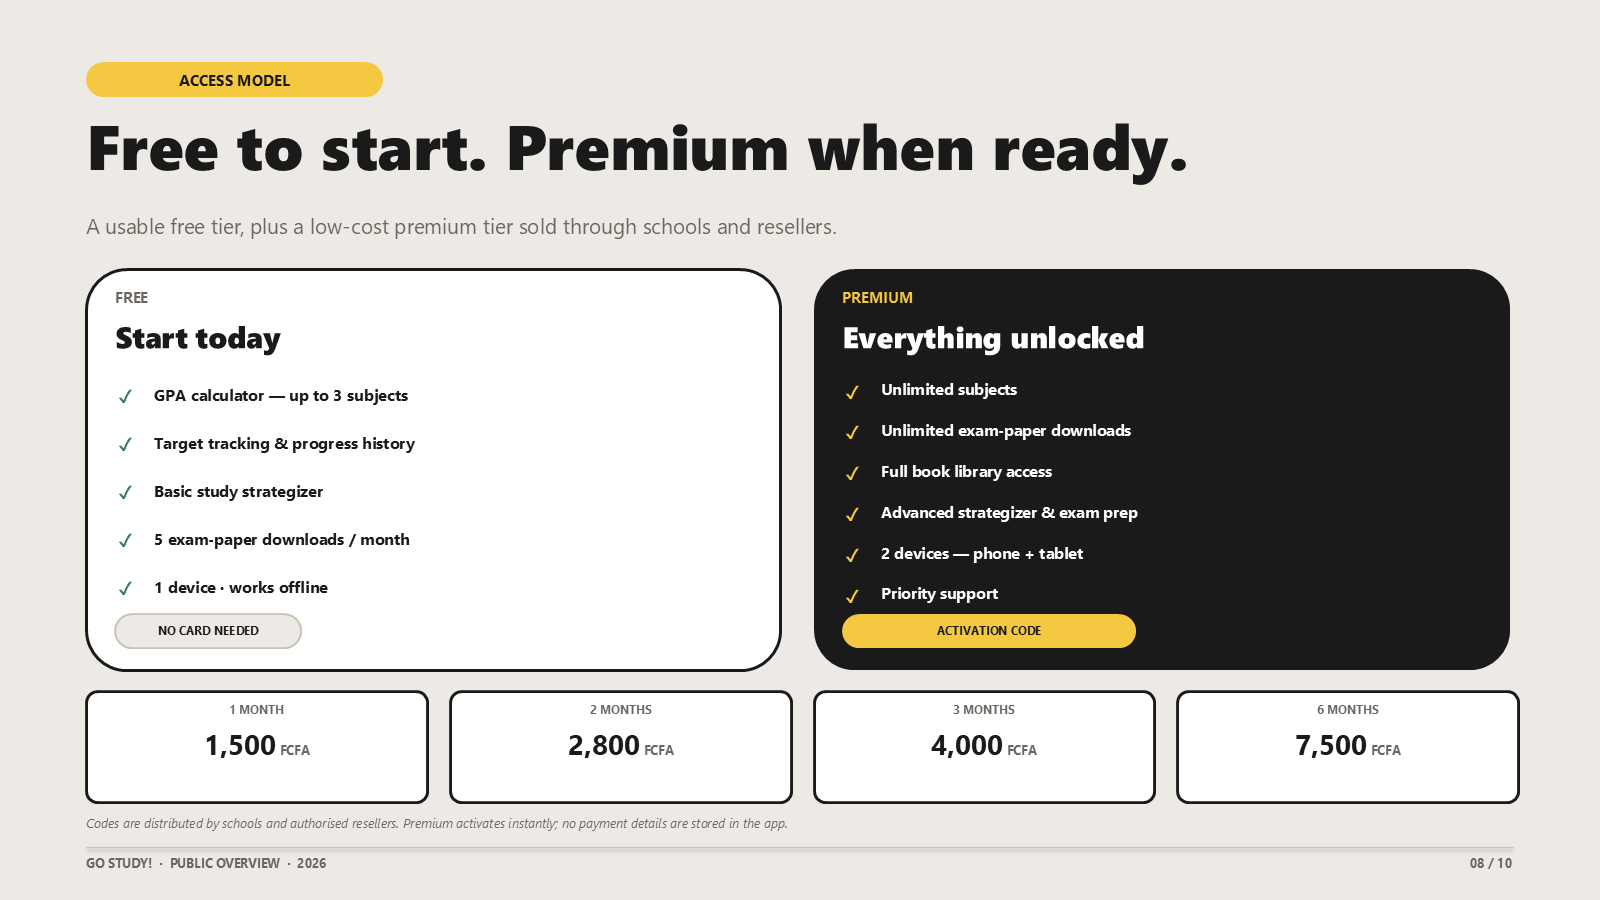 ACCESS MODEL
Free to start. Premium when ready.
A usable free tier, plus a low-cost premium tier sold through schools and resellers.
FREE
Start today
✓ GPA calculator — up to 3 subjects
✓ Target tracking & progress history
✓ Basic study strategizer
✓ 5 exam-paper downloads / month
✓ 1 device · works offline
NO CARD NEEDED
PREMIUM
Everything unlocked
✓ Unlimited subjects
✓ Unlimited exam-paper downloads
✓ Full book library access
✓ Advanced strategizer & exam prep
✓ 2 devices — phone + tablet
✓ Priority support
ACTIVATION CODE
1 MONTH
1,500 FCFA
2 MONTHS
2,800 FCFA
3 MONTHS
4,000 FCFA
6 MONTHS
7,500 FCFA
Codes are distributed by schools and authorised resellers. Premium activates instantly; no payment details are stored in the app.
GO STUDY! · PUBLIC OVERVIEW · 2026
08 / 10